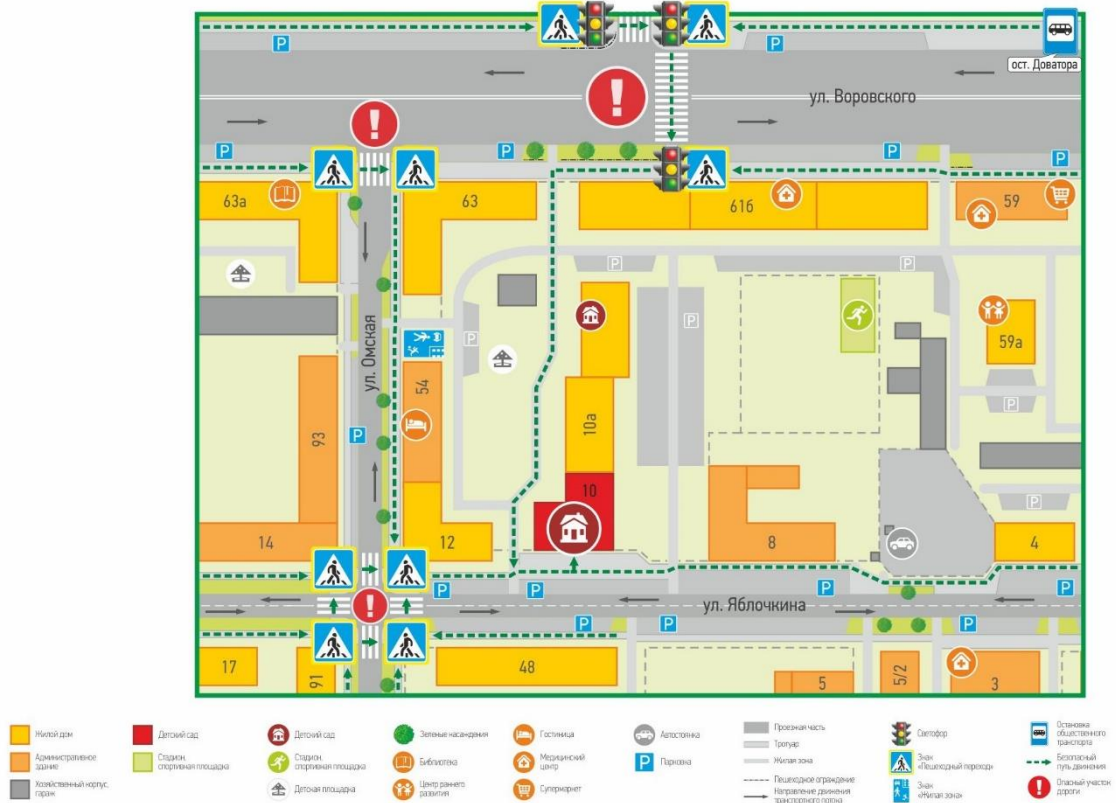 P
P
ост. Доватора
ул. Воровского
P
P
P
P
63а
63
61б
59
P
P
ул. Омская
P
P
59а
P
54
93
P
10а
10
P
14
12
8
4
P
P
P
P
ул. Яблочкина
P
P
P
17
91
48
5
5/2
3
Жилой дом
Административное
здание
Хозяйственный корпус,
гараж
Детский сад
Стадион,
спортивная площадка
Детский сад
Стадион,
спортивная площадка
Детская площадка
Зеленые насаждения
Библиотека
Центр раннего
развития
Гостиница
Медицинский
центр
Супермаркет
Автостоянка
P Парковка
Проезжая часть
Тротуар
Жилая зона
Пешеходное ограждение
Направление движения
транспортного потока
Светофор
Знак
«Пешеходный переход»
Знак
«Жилая зона»
Остановка
общественного
транспорта
Безопасный
путь движения
Опасный участок
дороги